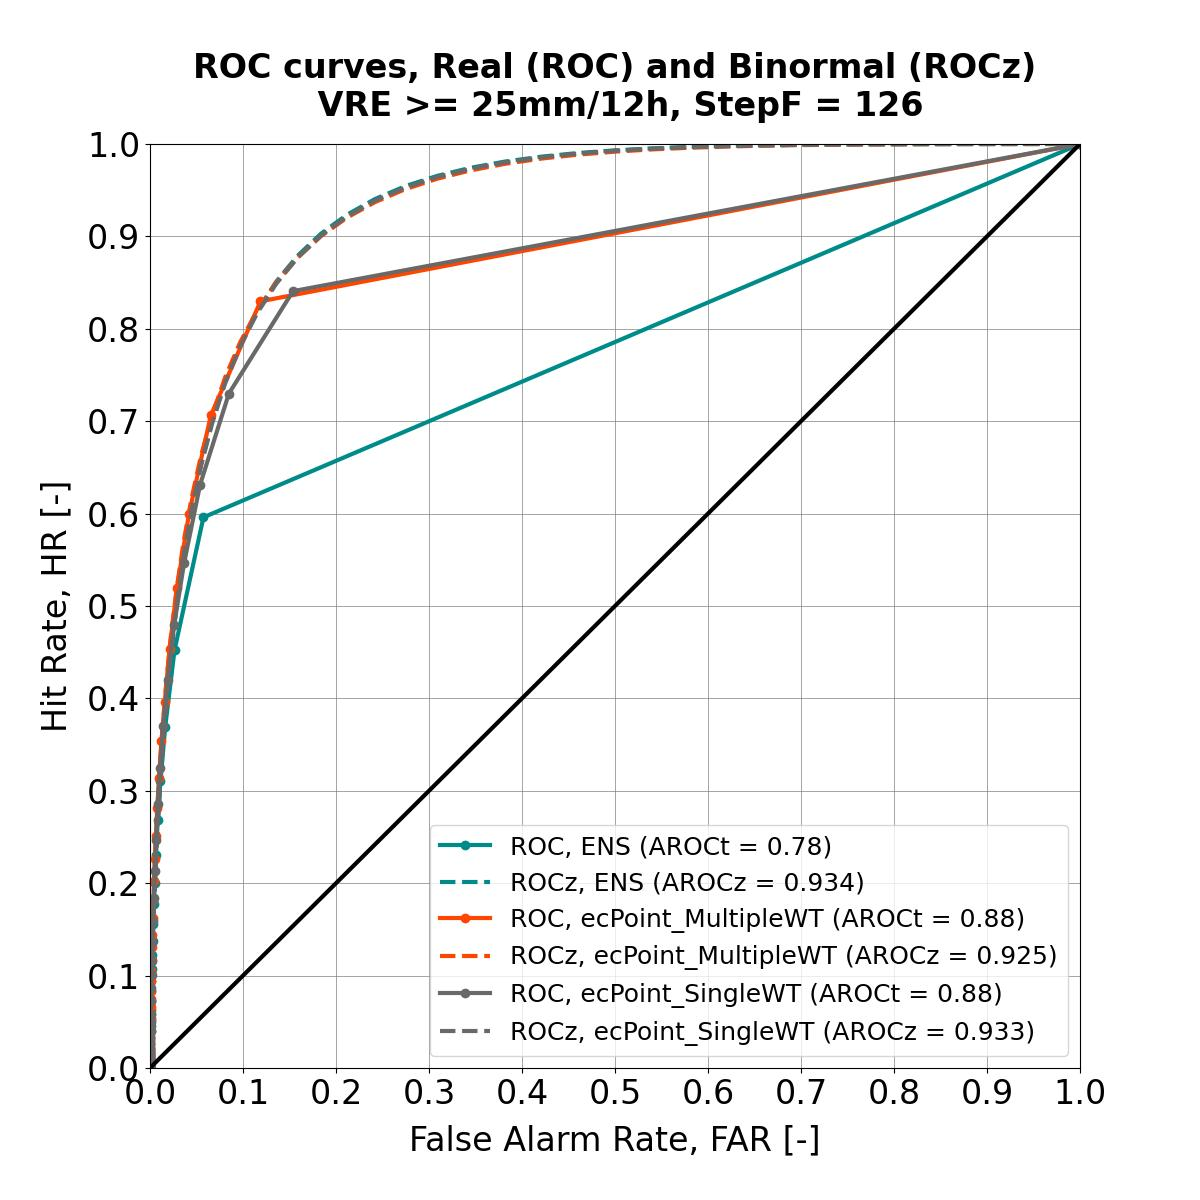 ROC curves, Real (ROC) and Binormal (ROCz)
VRE >= 25mm/12h, StepF = 126
1.0
0.9
0.8
0.7
0.6
0.5
0.4
0.3
0.2
0.1
0.0
Hit Rate, HR [-]
ROC, ENS (AROCt = 0.78)
ROCz, ENS (AROCz = 0.934)
ROC, ecPoint_MultipleWT (AROCt = 0.88)
ROCz, ecPoint_MultipleWT (AROCz = 0.925)
ROC, ecPoint_SingleWT (AROCt = 0.88)
ROCz, ecPoint_SingleWT (AROCz = 0.933)
0.0 0.1 0.2 0.3 0.4 0.5 0.6 0.7 0.8 0.9 1.0
False Alarm Rate, FAR [-]